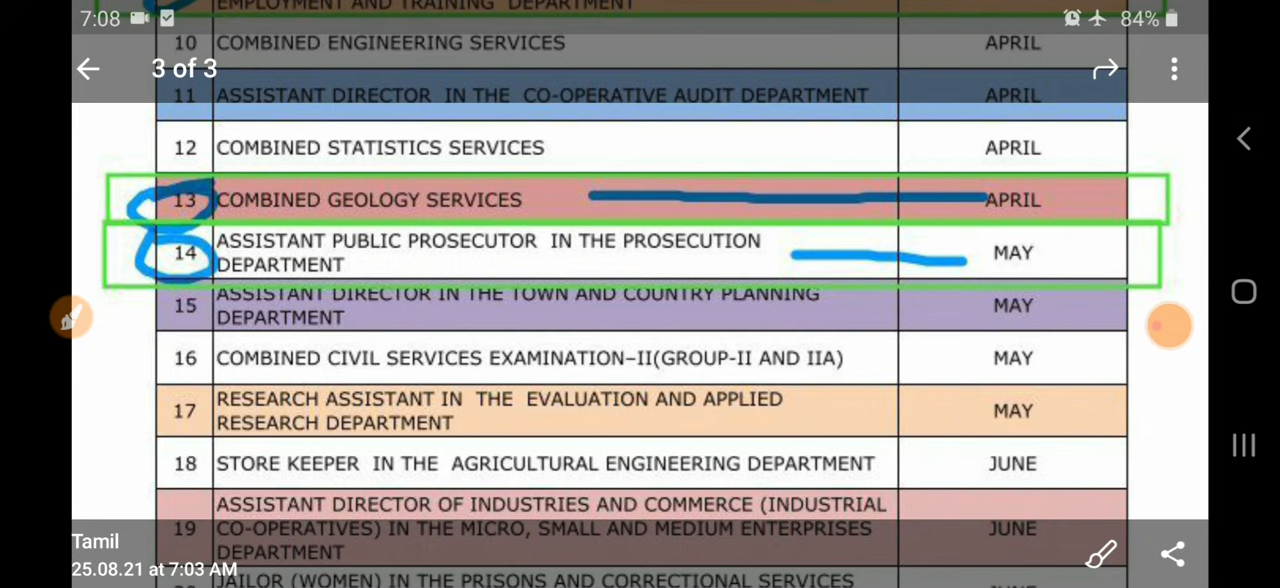 EMPLOYMENT AND TRAINING DEPARTMENT
7:08 84%
10 COMBINED ENGINEERING SERVICES APRIL
3 of 3
11 ASSISTANT DIRECTOR IN THE CO-OPERATIVE AUDIT DEPARTMENT APRIL
12 COMBINED STATISTICS SERVICES APRIL
13 COMBINED GEOLOGY SERVICES APRIL
14 ASSISTANT PUBLIC PROSECUTOR IN THE PROSECUTION
DEPARTMENT MAY
15 ASSISTANT DIRECTOR IN THE TOWN AND COUNTRY PLANNING
DEPARTMENT MAY
16 COMBINED CIVIL SERVICES EXAMINATION–II(GROUP-II AND IIA) MAY
17 RESEARCH ASSISTANT IN THE EVALUATION AND APPLIED
RESEARCH DEPARTMENT MAY
18 STORE KEEPER IN THE AGRICULTURAL ENGINEERING DEPARTMENT JUNE
ASSISTANT DIRECTOR OF INDUSTRIES AND COMMERCE (INDUSTRIAL
19 CO-OPERATIVES) IN THE MICRO, SMALL AND MEDIUM ENTERPRISES JUNE
DEPARTMENT
Tamil
25.08.21 at 7:03 AM
JAILOR (WOMEN) IN THE PRISONS AND CORRECTIONAL SERVICES